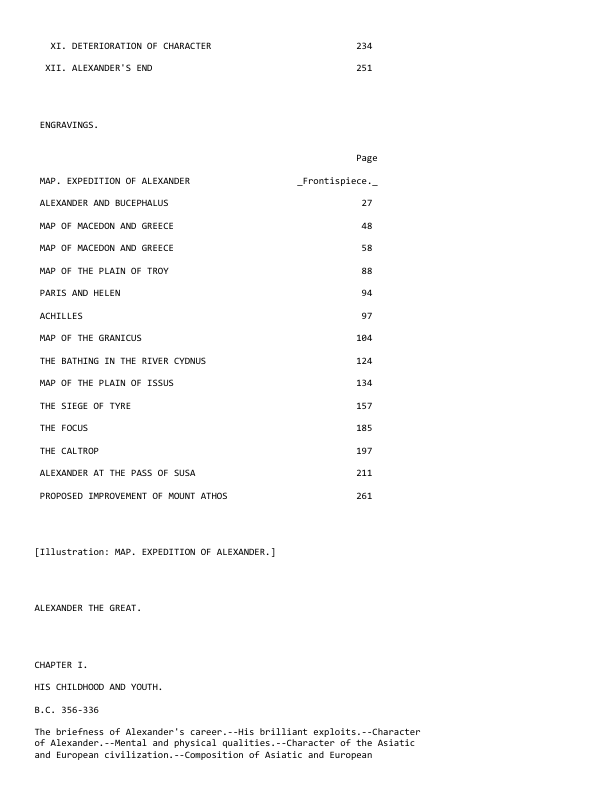 XI. DETERIORATION OF CHARACTER 234
XII. ALEXANDER'S END 251
ENGRAVINGS.
Page
MAP. EXPEDITION OF ALEXANDER _Frontispiece._
ALEXANDER AND BUCEPHALUS 27
MAP OF MACEDON AND GREECE 48
MAP OF MACEDON AND GREECE 58
MAP OF THE PLAIN OF TROY 88
PARIS AND HELEN 94
ACHILLES 97
MAP OF THE GRANICUS 104
THE BATHING IN THE RIVER CYDNUS 124
MAP OF THE PLAIN OF ISSUS 134
THE SIEGE OF TYRE 157
THE FOCUS 185
THE CALTROP 197
ALEXANDER AT THE PASS OF SUSA 211
PROPOSED IMPROVEMENT OF MOUNT ATHOS 261
[Illustration: MAP. EXPEDITION OF ALEXANDER.]
ALEXANDER THE GREAT.
CHAPTER I.
HIS CHILDHOOD AND YOUTH.
B.C. 356-336
The briefness of Alexander's career.--His brilliant exploits.--Character
of Alexander.--Mental and physical qualities.--Character of the Asiatic
and European civilization.--Composition of Asiatic and European